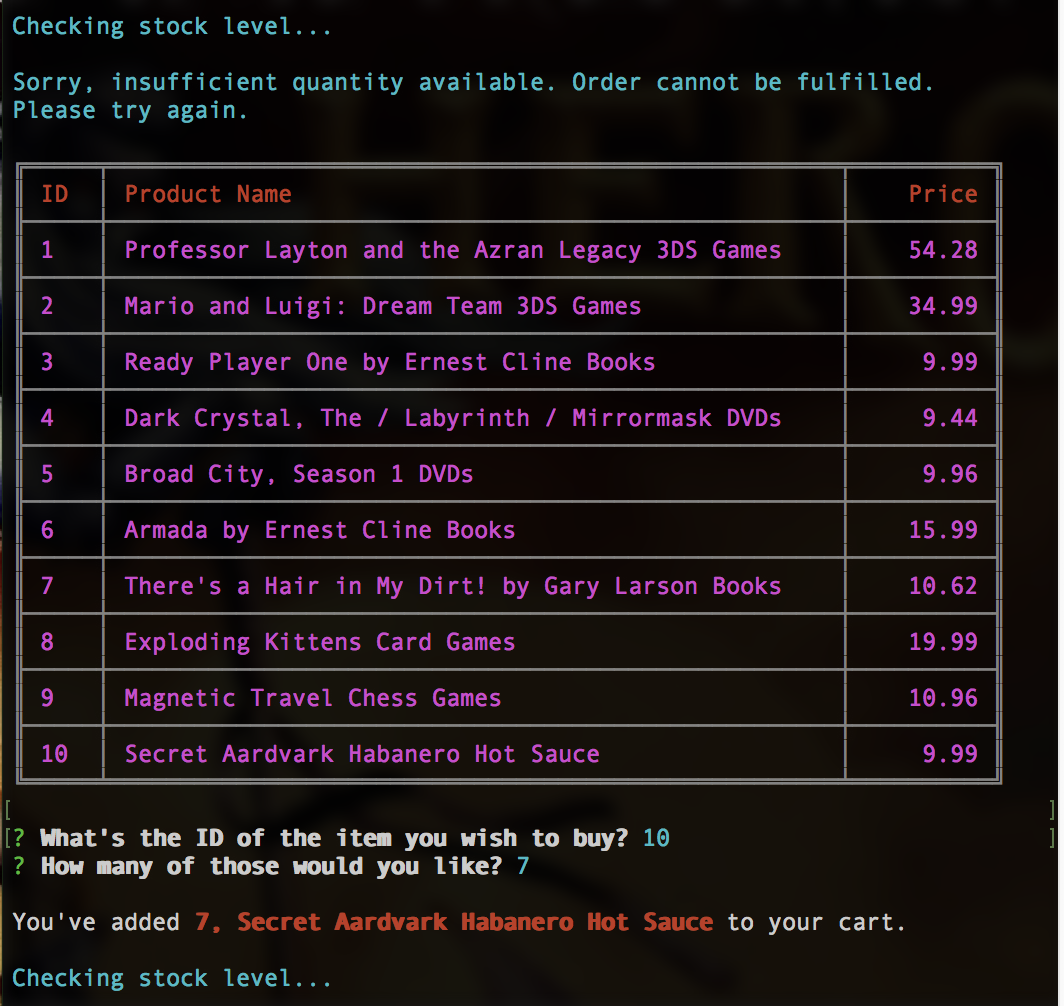 Checking stock level...
Sorry, insufficient quantity available. Order cannot be fulfilled.
Please try again.
ID Product Name Price
1 Professor Layton and the Azran Legacy 3DS Games 54.28
2 Mario and Luigi: Dream Team 3DS Games 34.99
3 Ready Player One by Ernest Cline Books 9.99
4 Dark Crystal, The / Labyrinth / Mirrormask DVDs 9.44
5 Broad City, Season 1 DVDs 9.96
6 Armada by Ernest Cline Books 15.99
7 There's a Hair in My Dirt! by Gary Larson Books 10.62
8 Exploding Kittens Card Games 19.99
9 Magnetic Travel Chess Games 10.96
10 Secret Aardvark Habanero Hot Sauce 9.99
[ ]
[? What's the ID of the item you wish to buy? 10 ]
? How many of those would you like? 7
You've added 7, Secret Aardvark Habanero Hot Sauce to your cart.
Checking stock level...